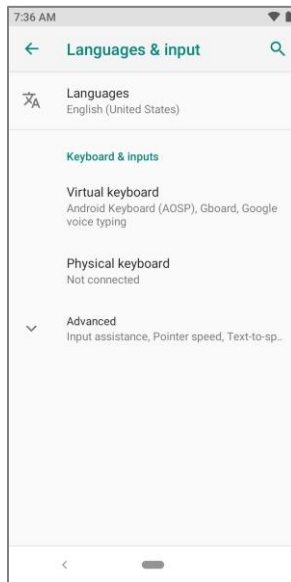 7:36 AM
Languages & input
Languages
English (United States)
Keyboard & inputs
Virtual keyboard
Android Keyboard (AOSP), Gboard, Google
voice typing
Physical keyboard
Not connected
Advanced
Input assistance, Pointer speed, Text-to-sp..